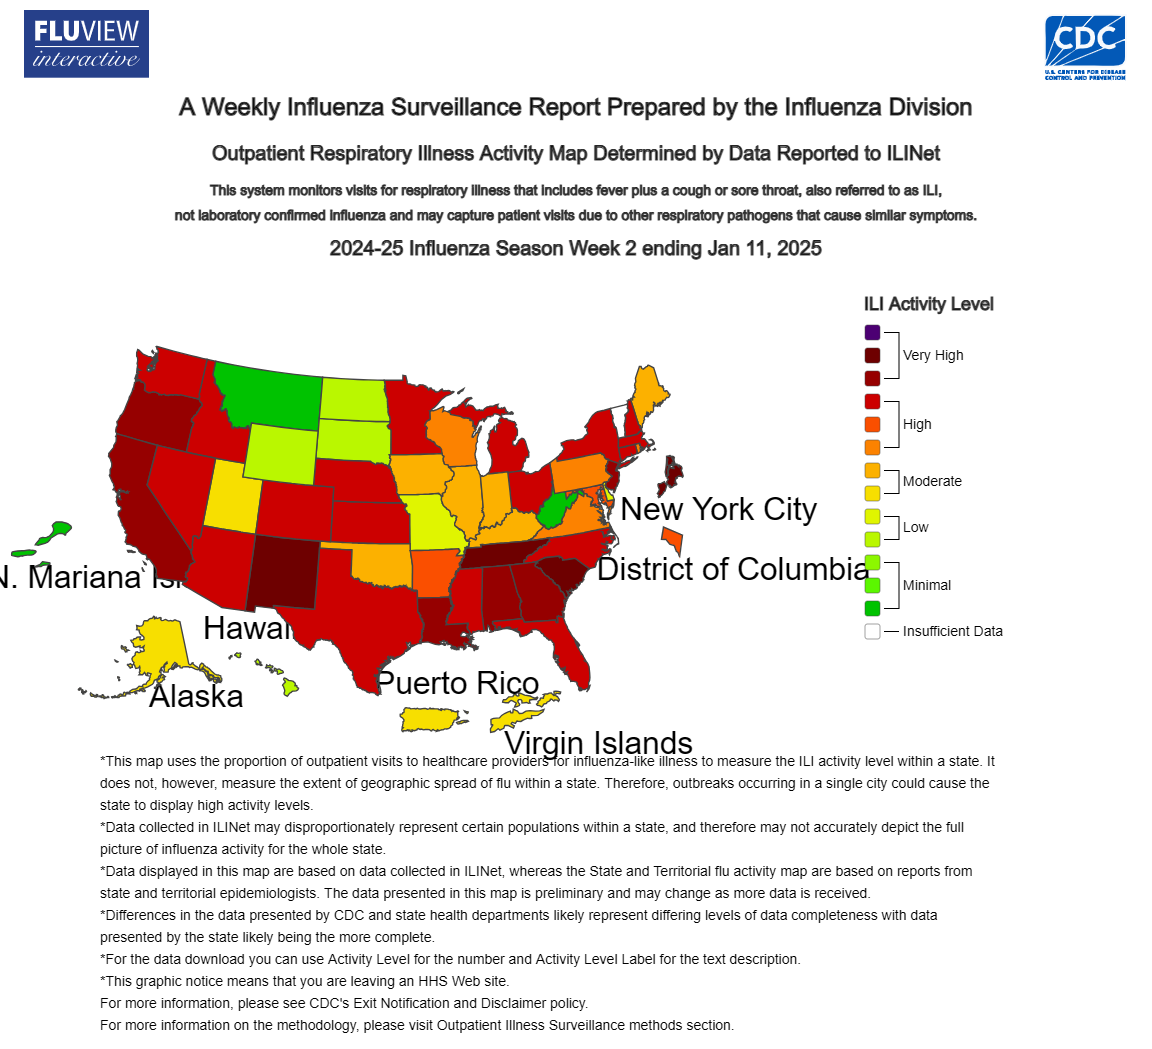 FLUVIEW
interactive
CDC
U.S. CENTERS FOR DISEASE
CONTROL AND PREVENTION
A Weekly Influenza Surveillance Report Prepared by the Influenza Division
Outpatient Respiratory Illness Activity Map Determined by Data Reported to ILINet
This system monitors visits for respiratory illness that includes fever plus a cough or sore throat, also referred to as ILI,
not laboratory confirmed influenza and may capture patient visits due to other respiratory pathogens that cause similar symptoms.
2024-25 Influenza Season Week 2 ending Jan 11, 2025
ILI Activity Level
Very High
High
Moderate
Low
Minimal
Insufficient Data
New York City
District of Columbia
N. Mariana Isl
Hawai
Alaska
Puerto Rico
Virgin Islands
*This map uses the proportion of outpatient visits to healthcare providers for influenza-like illness to measure the ILI activity level within a state. It
does not, however, measure the extent of geographic spread of flu within a state. Therefore, outbreaks occurring in a single city could cause the
state to display high activity levels.
*Data collected in ILINet may disproportionately represent certain populations within a state, and therefore may not accurately depict the full
picture of influenza activity for the whole state.
*Data displayed in this map are based on data collected in ILINet, whereas the State and Territorial flu activity map are based on reports from
state and territorial epidemiologists. The data presented in this map is preliminary and may change as more data is received.
*Differences in the data presented by CDC and state health departments likely represent differing levels of data completeness with data
presented by the state likely being the more complete.
*For the data download you can use Activity Level for the number and Activity Level Label for the text description.
*This graphic notice means that you are leaving an HHS Web site.
For more information, please see CDC's Exit Notification and Disclaimer policy.
For more information on the methodology, please visit Outpatient Illness Surveillance methods section.